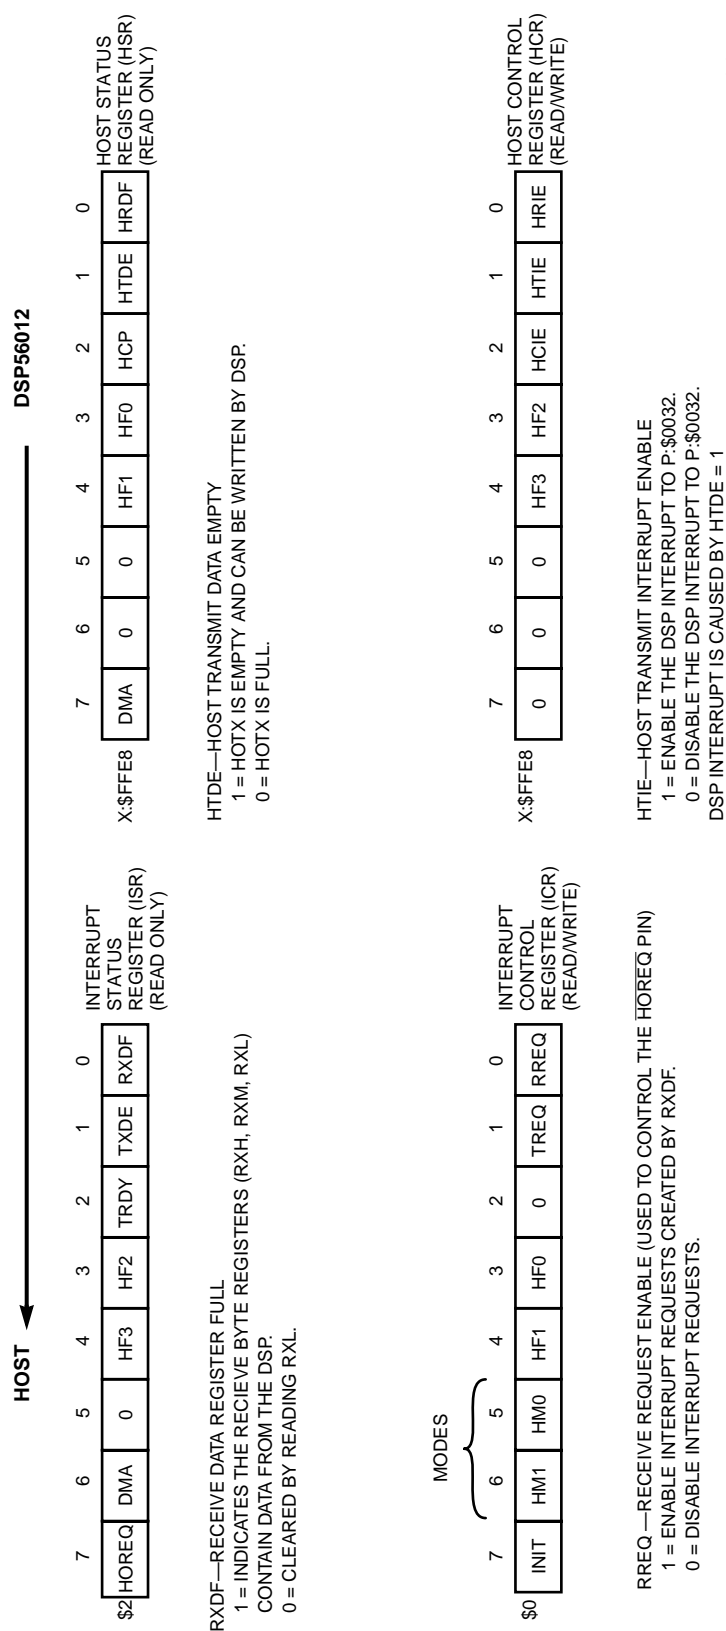 HOST DSP56012
7 6 5 4 3 2 1 0
$2 HOREQ DMA 0 HF3 HF2 TRDY TXDE RXDF
INTERRUPT
STATUS
REGISTER (ISR)
(READ ONLY)
RXDF—RECEIVE DATA REGISTER FULL
1 = INDICATES THE RECIEVE BYTE REGISTERS (RXH, RXM, RXL)
CONTAIN DATA FROM THE DSP.
0 = CLEARED BY READING RXL.
7 6 5 4 3 2 1 0
X:$FFE8 DMA 0 0 HF1 HF0 HCP HTDE HRDF
HOST STATUS
REGISTER (HSR)
(READ ONLY)
HTDE—HOST TRANSMIT DATA EMPTY
1 = HOTX IS EMPTY AND CAN BE WRITTEN BY DSP.
0 = HOTX IS FULL.
MODES
7 6 5 4 3 2 1 0
$0 INIT HM1 HM0 HF1 HF0 0 TREQ RREQ
INTERRUPT
CONTROL
REGISTER (ICR)
(READ/WRITE)
RREQ —RECEIVE REQUEST ENABLE (USED TO CONTROL THE HOREQ PIN)
1 = ENABLE INTERRUPT REQUESTS CREATED BY RXDF.
0 = DISABLE INTERRUPT REQUESTS.
7 6 5 4 3 2 1 0
X:$FFE8 0 0 0 HF3 HF2 HCIE HTIE HRIE
HOST CONTROL
REGISTER (HCR)
(READ/WRITE)
HTIE—HOST TRANSMIT INTERRUPT ENABLE
1 = ENABLE THE DSP INTERRUPT TO P:$0032.
0 = DISABLE THE DSP INTERRUPT TO P:$0032.
DSP INTERRUPT IS CAUSED BY HTDE = 1